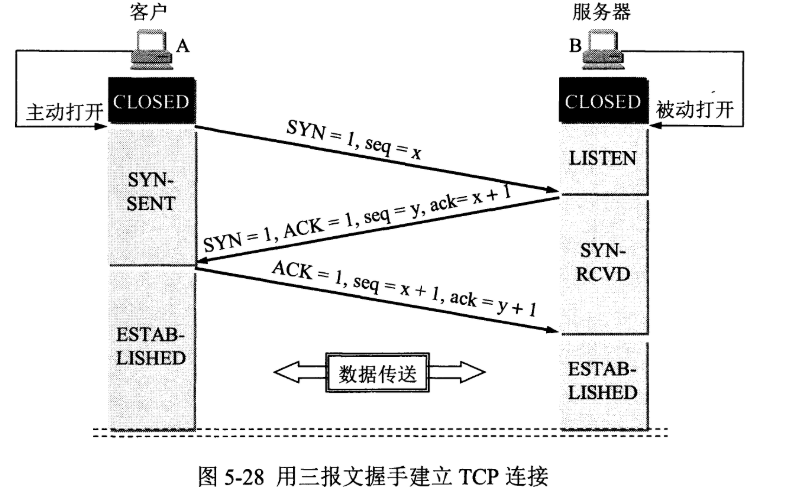 客户
服务器
A
B
CLOSED
CLOSED
主动打开
被动打开
SYN = 1, seq = x
LISTEN
SYN-
SENT
SYN = 1, ACK = 1, seq = y, ack= x + 1
SYN-
RCVD
ACK = 1, seq = x + 1, ack = y + 1
ESTAB-
LISHED
数据传送
ESTAB-
LISHED
图 5-28 用三报文握手建立 TCP 连接